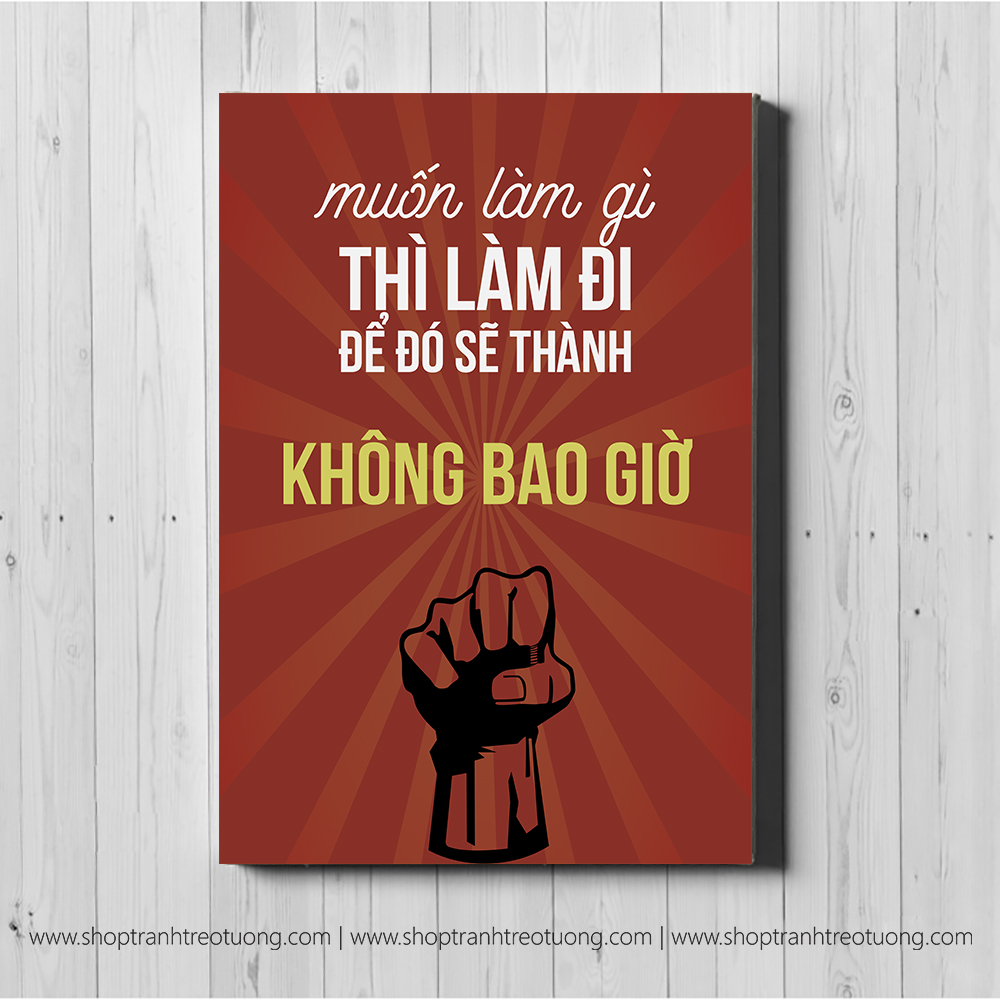 muốn làm gì
THÌ LÀM ĐI
ĐỂ ĐÓ SẼ THÀNH
KHÔNG BAO GIỜ
www.shoptranhtreotuong.com | www.shoptranhtreotuong.com | www.shoptranhtreotuong.com